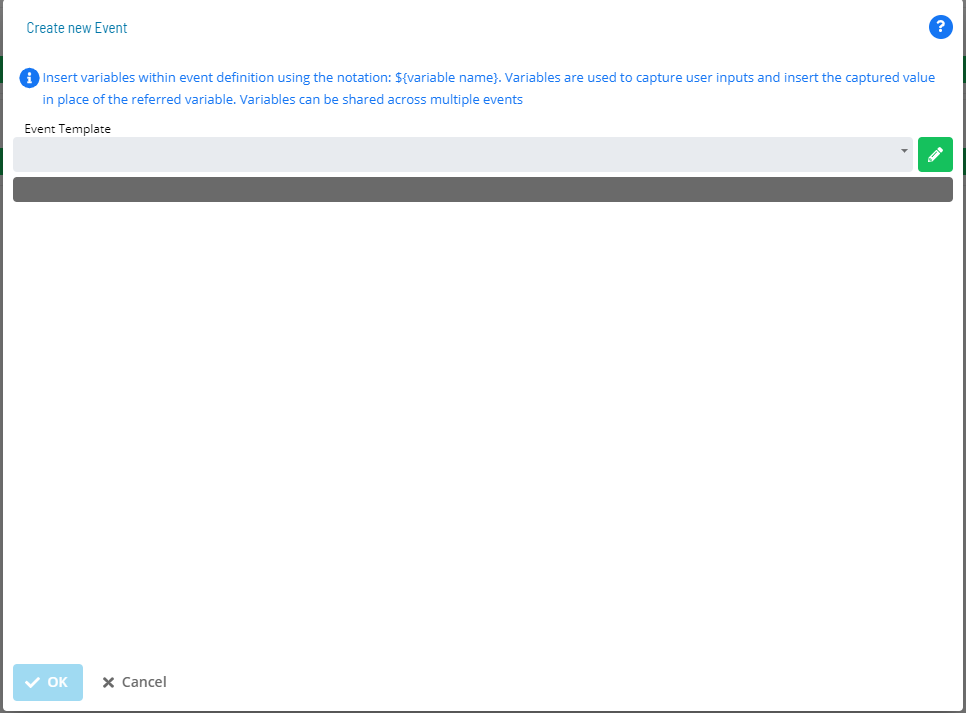 Create new Event
?
Insert variables within event definition using the notation: ${variable name}. Variables are used to capture user inputs and insert the captured value
in place of the referred variable. Variables can be shared across multiple events
Event Template
OK
Cancel